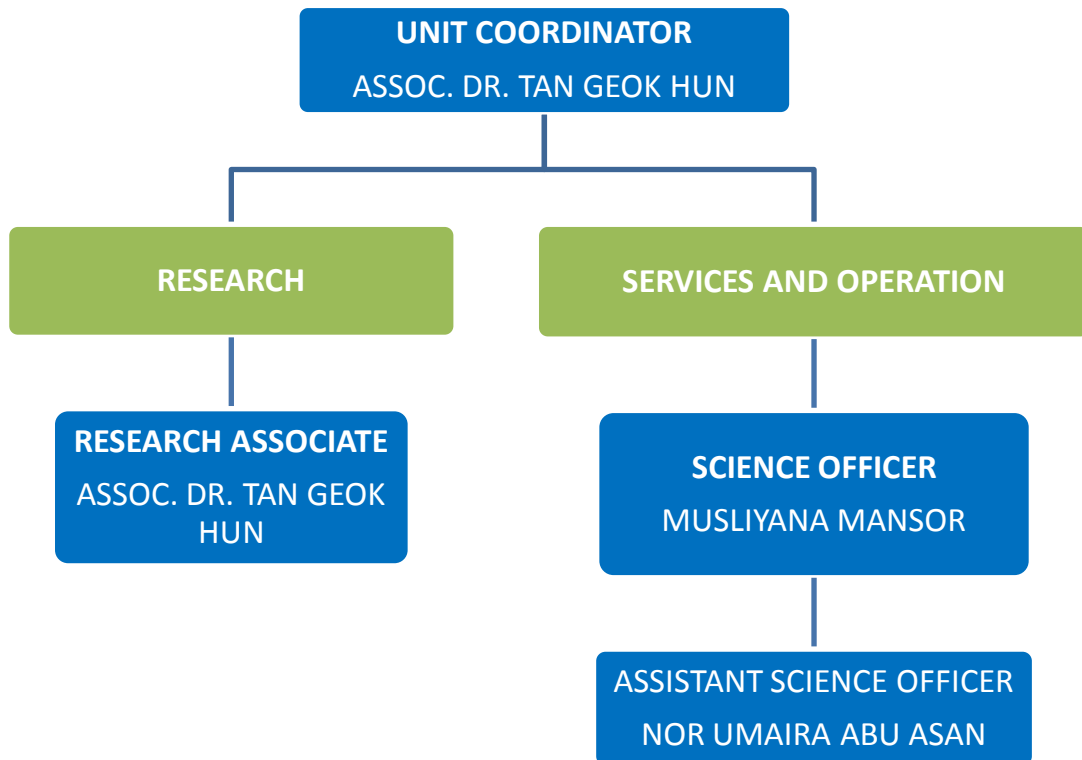 UNIT COORDINATOR
ASSOC. DR. TAN GEOK HUN
RESEARCH
SERVICES AND OPERATION
RESEARCH ASSOCIATE
ASSOC. DR. TAN GEOK
HUN
SCIENCE OFFICER
MUSLIYANA MANSOR
ASSISTANT SCIENCE OFFICER
NOR UMAIRA ABU ASAN